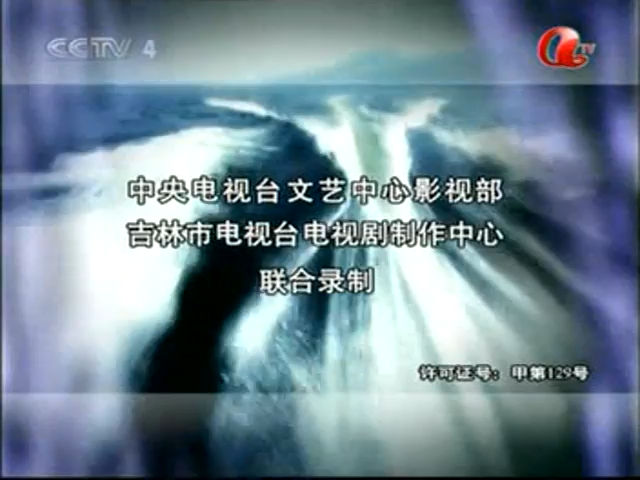 CCTV 4
TV
中央电视台文艺中心影视部
吉林市电视台电视剧制作中心
联合录制
许可证号：甲第129号